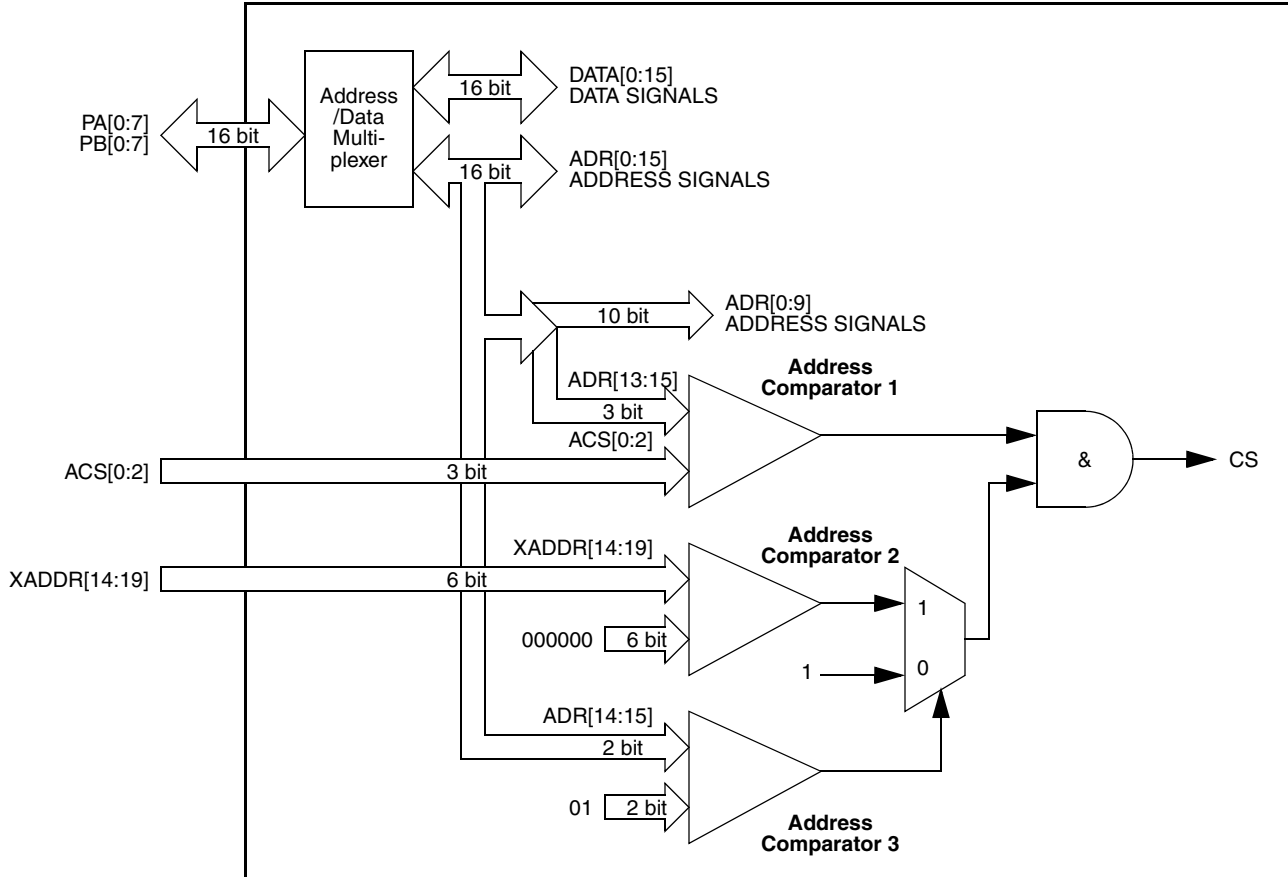 Address
/Data
Multi-
plexer
PA[0:7]
PB[0:7]
16 bit
16 bit
DATA[0:15]
DATA SIGNALS
16 bit
ADR[0:15]
ADDRESS SIGNALS
10 bit
ADR[0:9]
ADDRESS SIGNALS
ADR[13:15]
3 bit
Address
Comparator 1
ACS[0:2]
ACS[0:2]
3 bit
&
CS
XADDR[14:19]
XADDR[14:19]
6 bit
Address
Comparator 2
000000
6 bit
1
1
0
ADR[14:15]
2 bit
01
2 bit
Address
Comparator 3